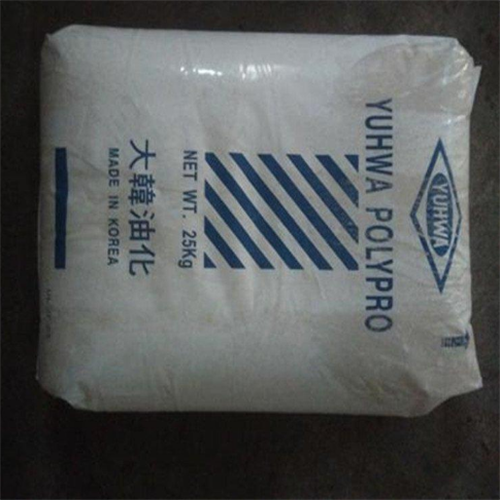 YUHWA
YUHWA POLYPRO
NET WT. 25Kg
大韓油化
MADE IN KOREA